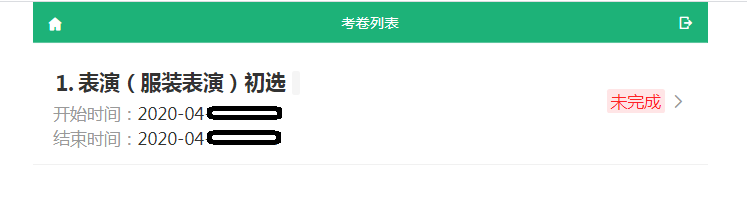 考卷列表
1. 表演（服装表演）初选
未完成
开始时间：2020-04
结束时间：2020-04